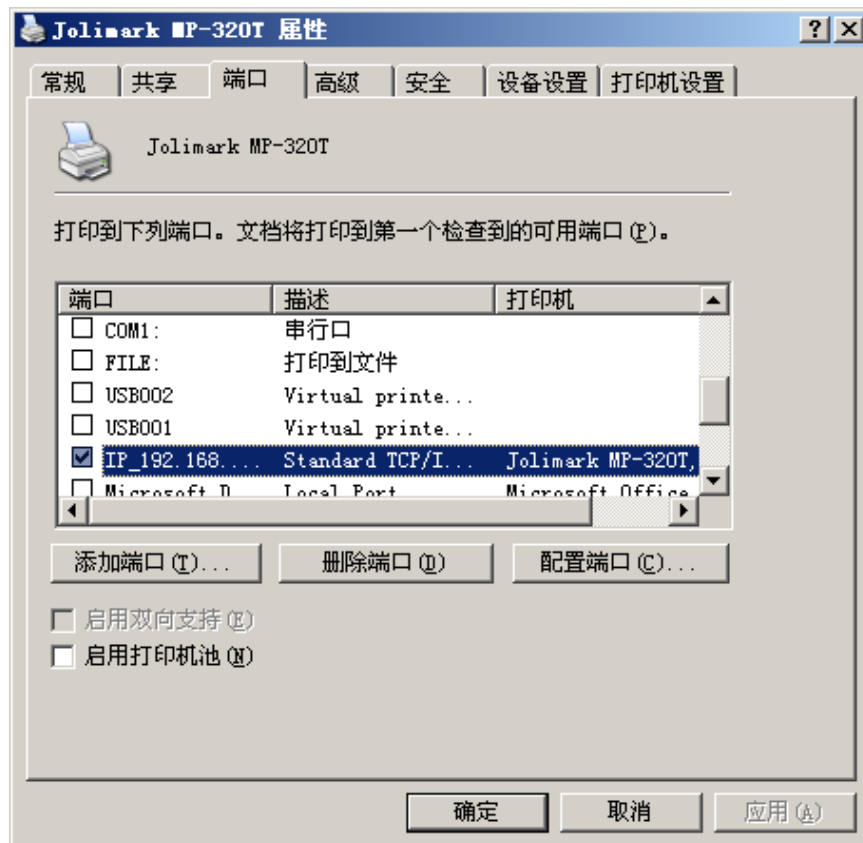 Jolimark MP-320T 属性
常规 共享 端口 高级 安全 设备设置 打印机设置
Jolimark MP-320T
打印到下列端口。文档将打印到第一个检查到的可用端口(P)。
端口 描述 打印机
COM1: 串行口
FILE: 打印到文件
USB002 Virtual printe...
USB001 Virtual printe...
IP_192.168.... Standard TCP/I... Jolimark MP-320T,
Microsoft D Local Port Microsoft Office
添加端口(T)... 删除端口(D) 配置端口(C)...
启用双向支持(E)
启用打印机池(N)
确定 取消 应用(A)